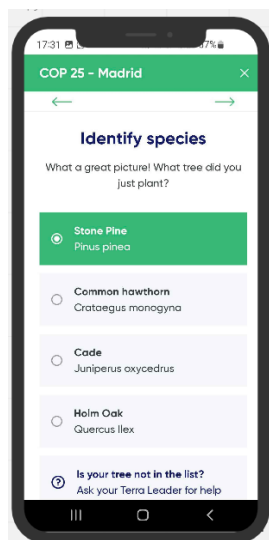 17:31 7%
COP 25 - Madrid
Identify species
What a great picture! What tree did you
just plant?
Stone Pine
Pinus pinea
Common hawthorn
Crataegus monogyna
Cade
Juniperus oxycedrus
Holm Oak
Quercus Ilex
Is your tree not in the list?
Ask your Terra Leader for help